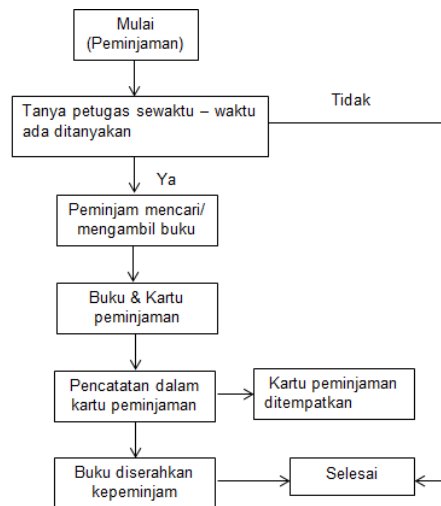 Mulai
(Peminjaman)
Tanya petugas sewaktu – waktu
ada ditanyakan
Tidak
Ya
Peminjam mencari/
mengambil buku
Buku & Kartu
peminjaman
Pencatatan dalam
kartu peminjaman
Kartu peminjaman
ditempatkan
Buku diserahkan
kepeminjam
Selesai